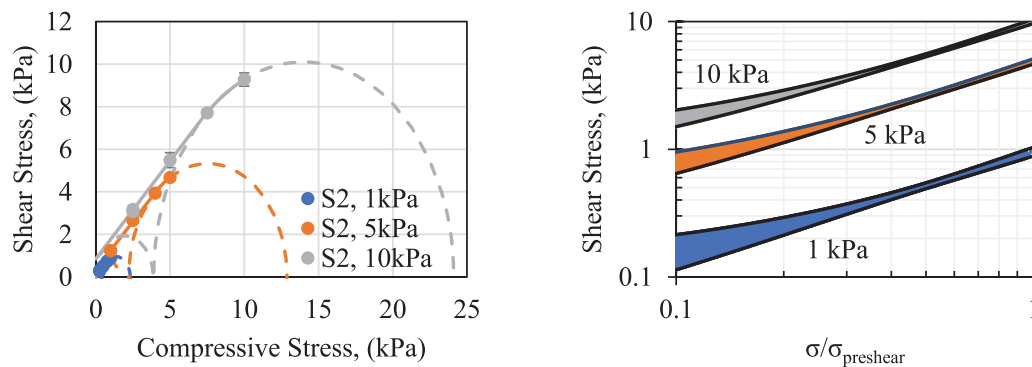 Shear Stress, (kPa)
12
10
8
6
4
2
0
0 5 10 15 20 25
Compressive Stress, (kPa)
S2, 1kPa
S2, 5kPa
S2, 10kPa
Shear Stress, (kPa)
10
1
0.1
0.1 1
10 kPa
5 kPa
1 kPa
σ/σpreshear